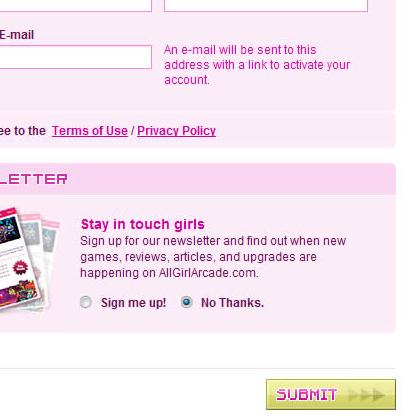 E-mail
An e-mail will be sent to this
address with a link to activate your
account.
ee to the Terms of Use / Privacy Policy
LETTER
Stay in touch girls
Sign up for our newsletter and find out when new
games, reviews, articles, and upgrades are
happening on AllGirlArcade.com.
Sign me up! No Thanks.
SUBMIT